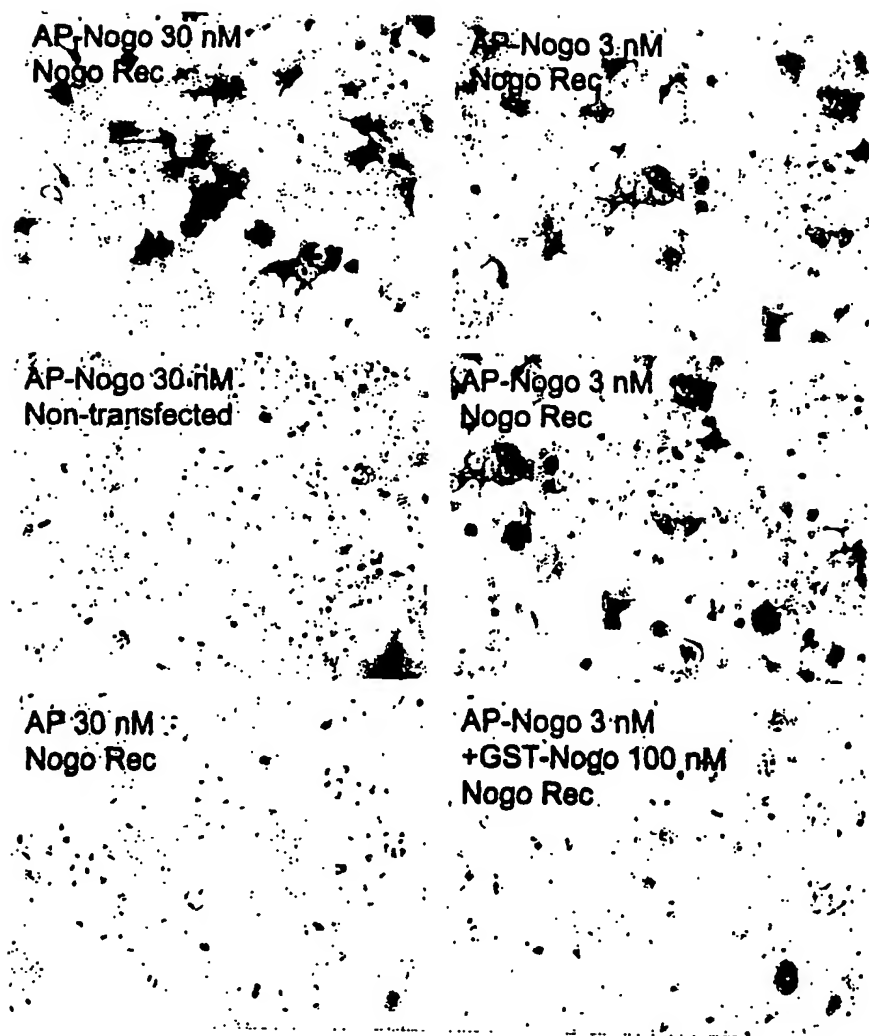 AP-Nogo 30 nM
Nogo Rec
AP-Nogo 3 nM
Nogo Rec
AP-Nogo 30 nM
Non-transfected
AP-Nogo 3 nM
Nogo Rec
AP 30 nM
Nogo Rec
AP-Nogo 3 nM
+GST-Nogo 100 nM
Nogo Rec